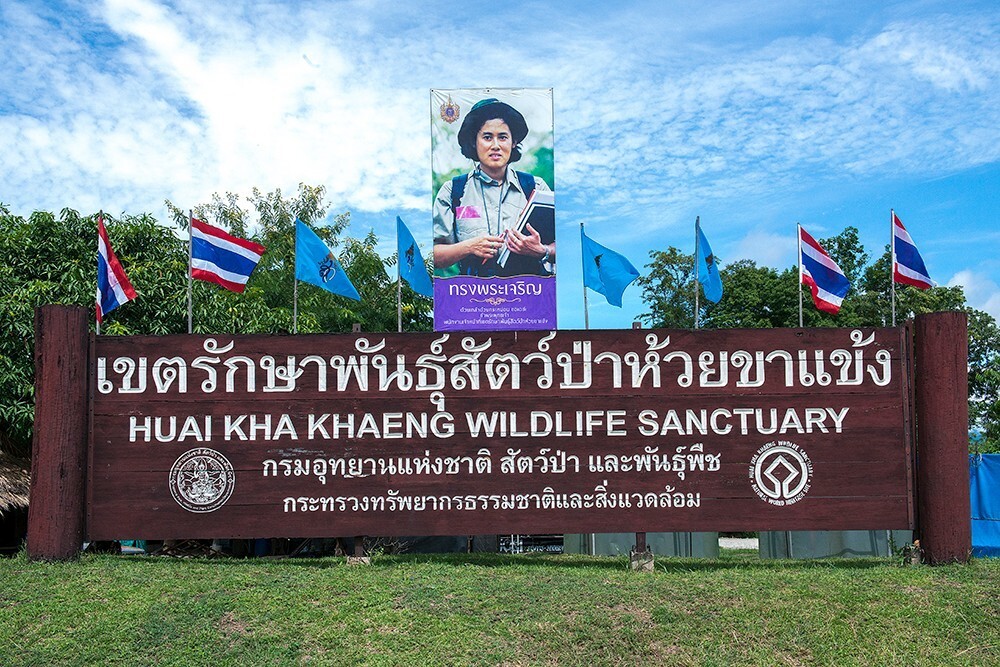 ทรงพระเจริญ
เขตรักษาพันธุ์สัตว์ป่าห้วยขาแข้ง
HUAI KHA KHAENG WILDLIFE SANCTUARY
กรมอุทยานแห่งชาติ สัตว์ป่า และพันธุ์พืช
กระทรวงทรัพยากรธรรมชาติและสิ่งแวดล้อม